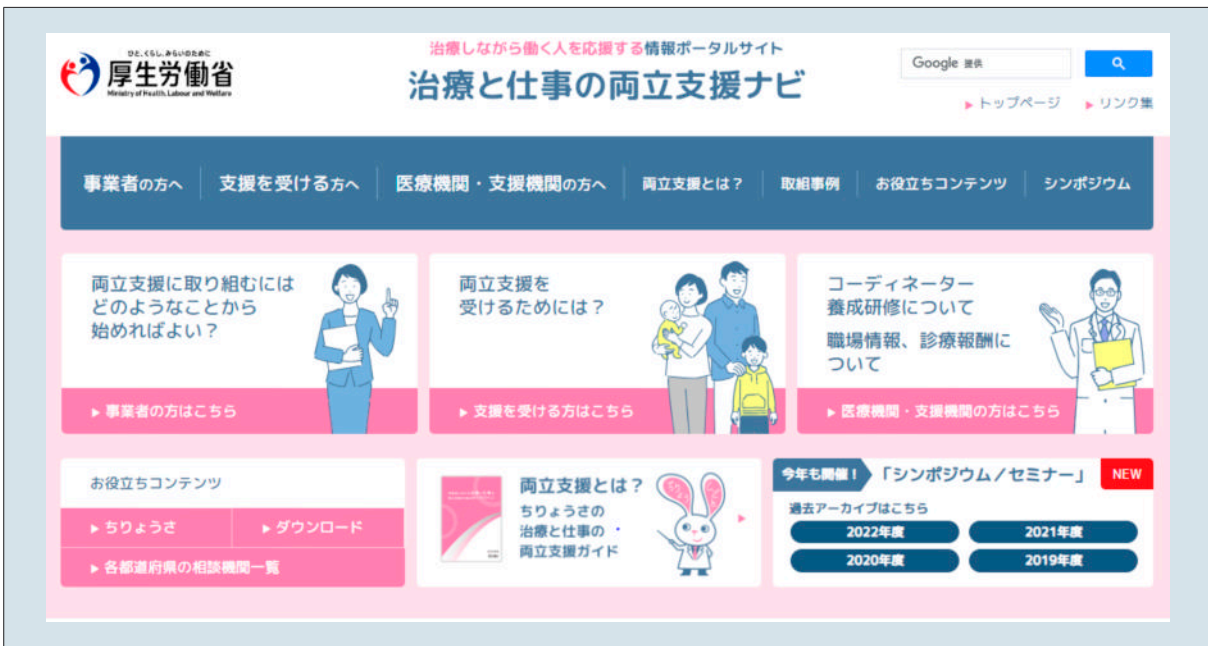 ひと、くらし、みらいのために
厚生労働省
Ministry of Health, Labour and Welfare
治療しながら働く人を応援する情報ポータルサイト
治療と仕事の両立支援ナビ
Google 提供
トップページ
リンク集
事業者の方へ
支援を受ける方へ
医療機関・支援機関の方へ
両立支援とは？
取組事例
お役立ちコンテンツ
シンポジウム
両立支援に取り組むには
どのようなことから
始めればよい？
事業者の方はこちら
両立支援を
受けるためには？
支援を受ける方はこちら
コーディネーター
養成研修について
職場情報、診療報酬に
ついて
医療機関・支援機関の方はこちら
お役立ちコンテンツ
ちりょうさ
ダウンロード
各都道府県の相談機関一覧
両立支援とは？
ちりょうさの
治療と仕事の
両立支援ガイド
今年も開催！
「シンポジウム/セミナー」
NEW
過去アーカイブはこちら
2022年度
2021年度
2020年度
2019年度